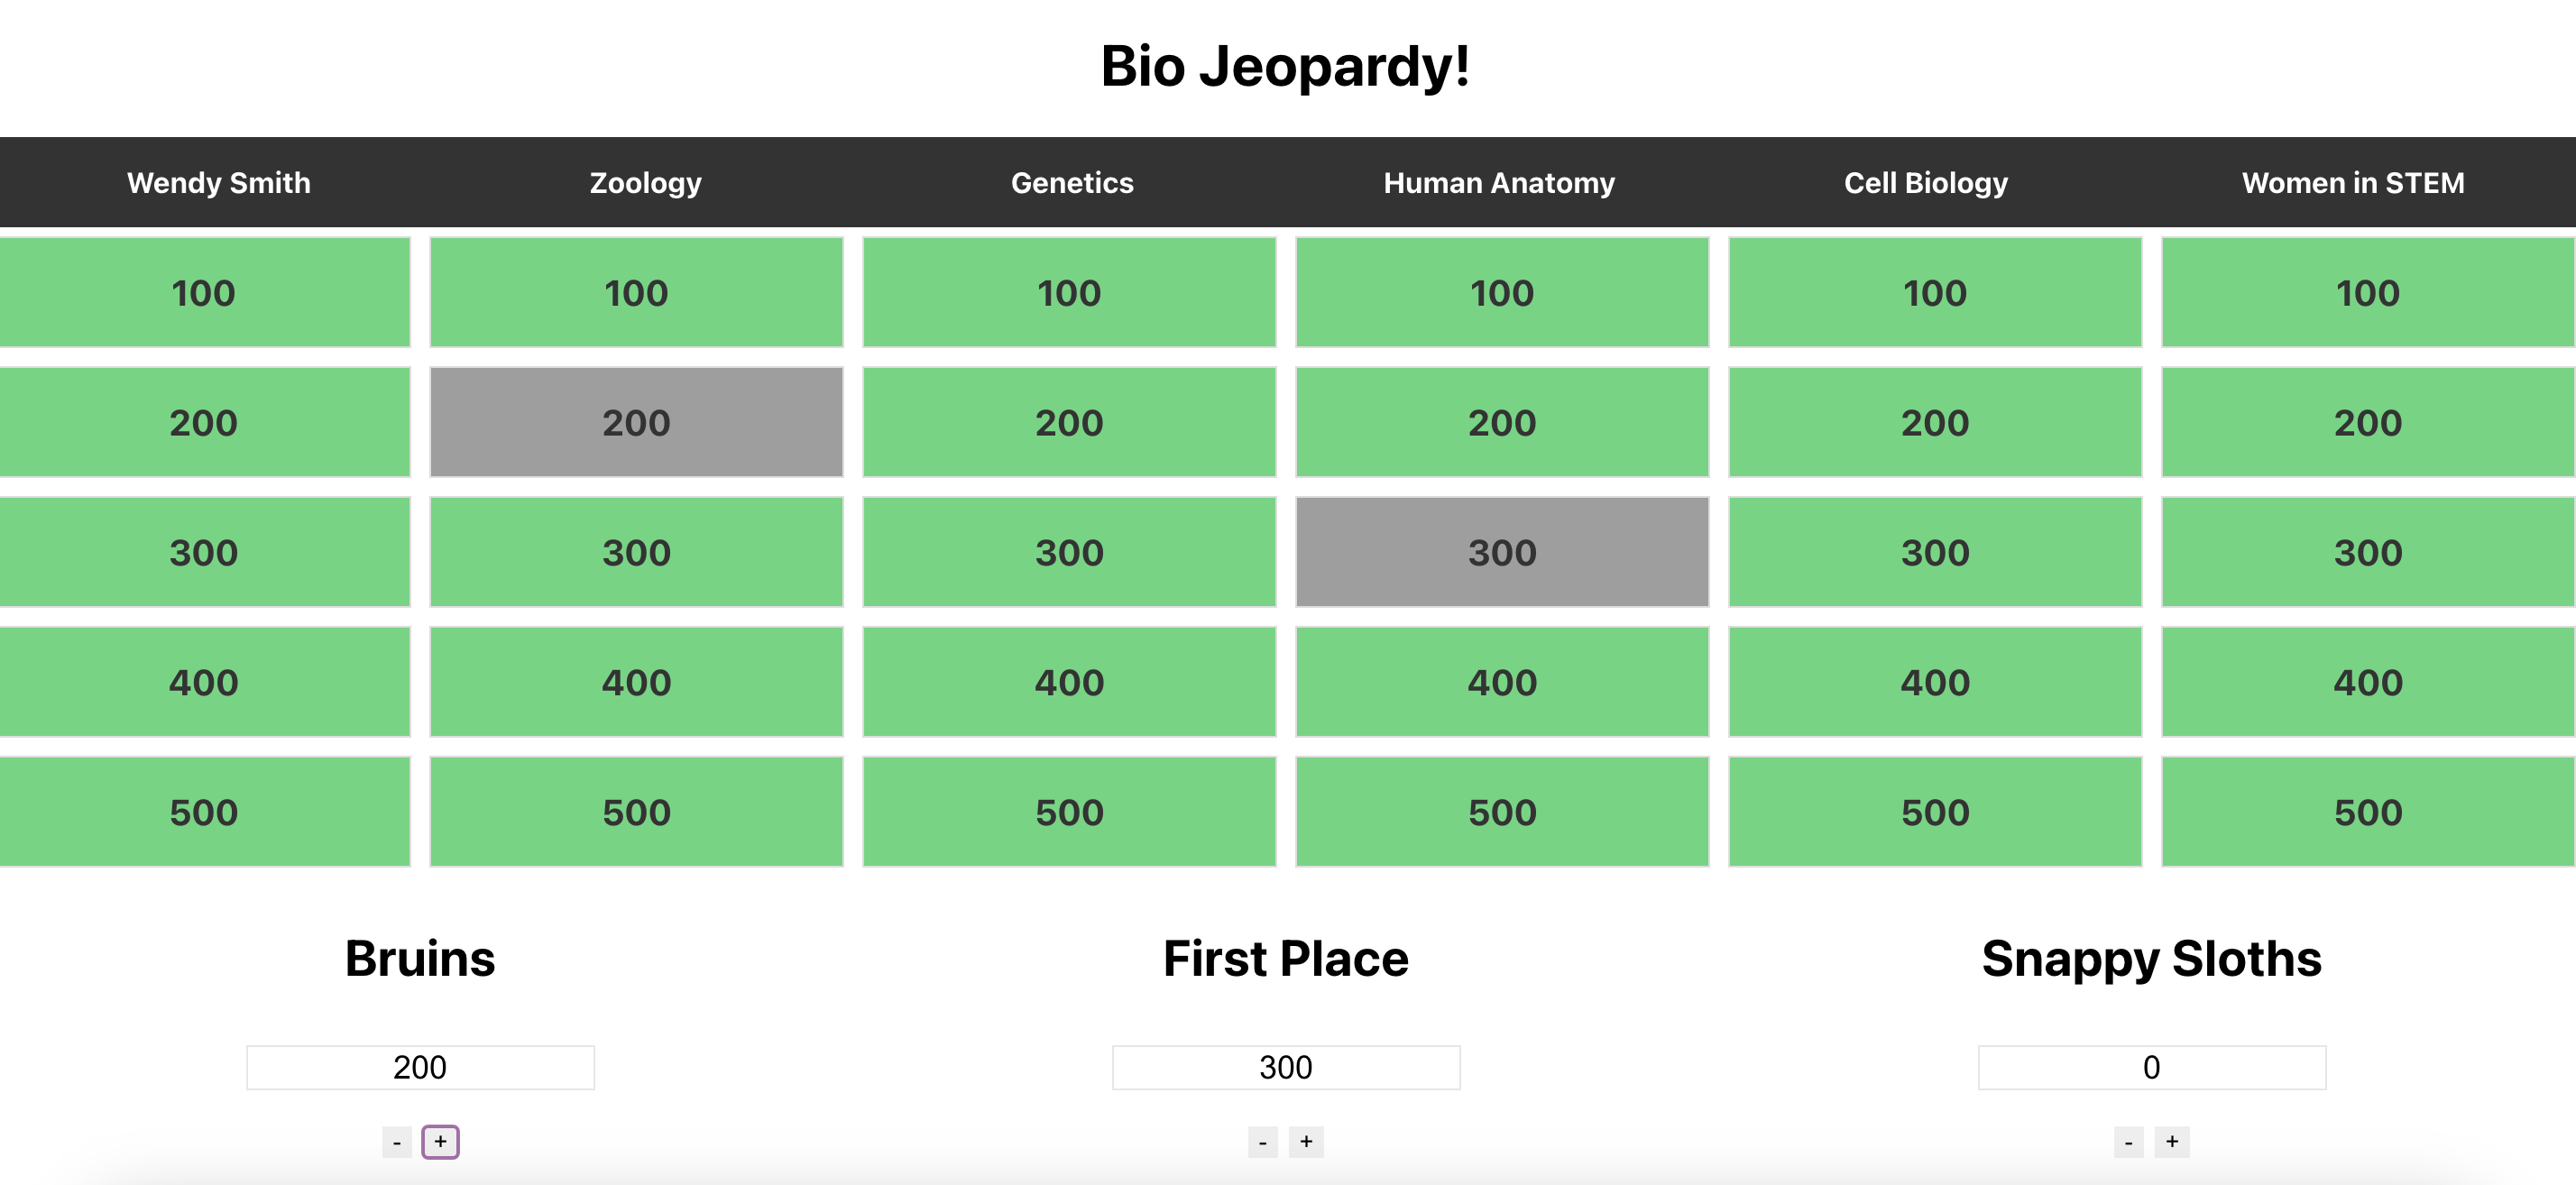 Bio Jeopardy!
Wendy Smith Zoology Genetics Human Anatomy Cell Biology Women in STEM
100 100 100 100 100 100
200 200 200 200 200 200
300 300 300 300 300 300
400 400 400 400 400 400
500 500 500 500 500 500
Bruins First Place Snappy Sloths
200 300 0
- + - + - +